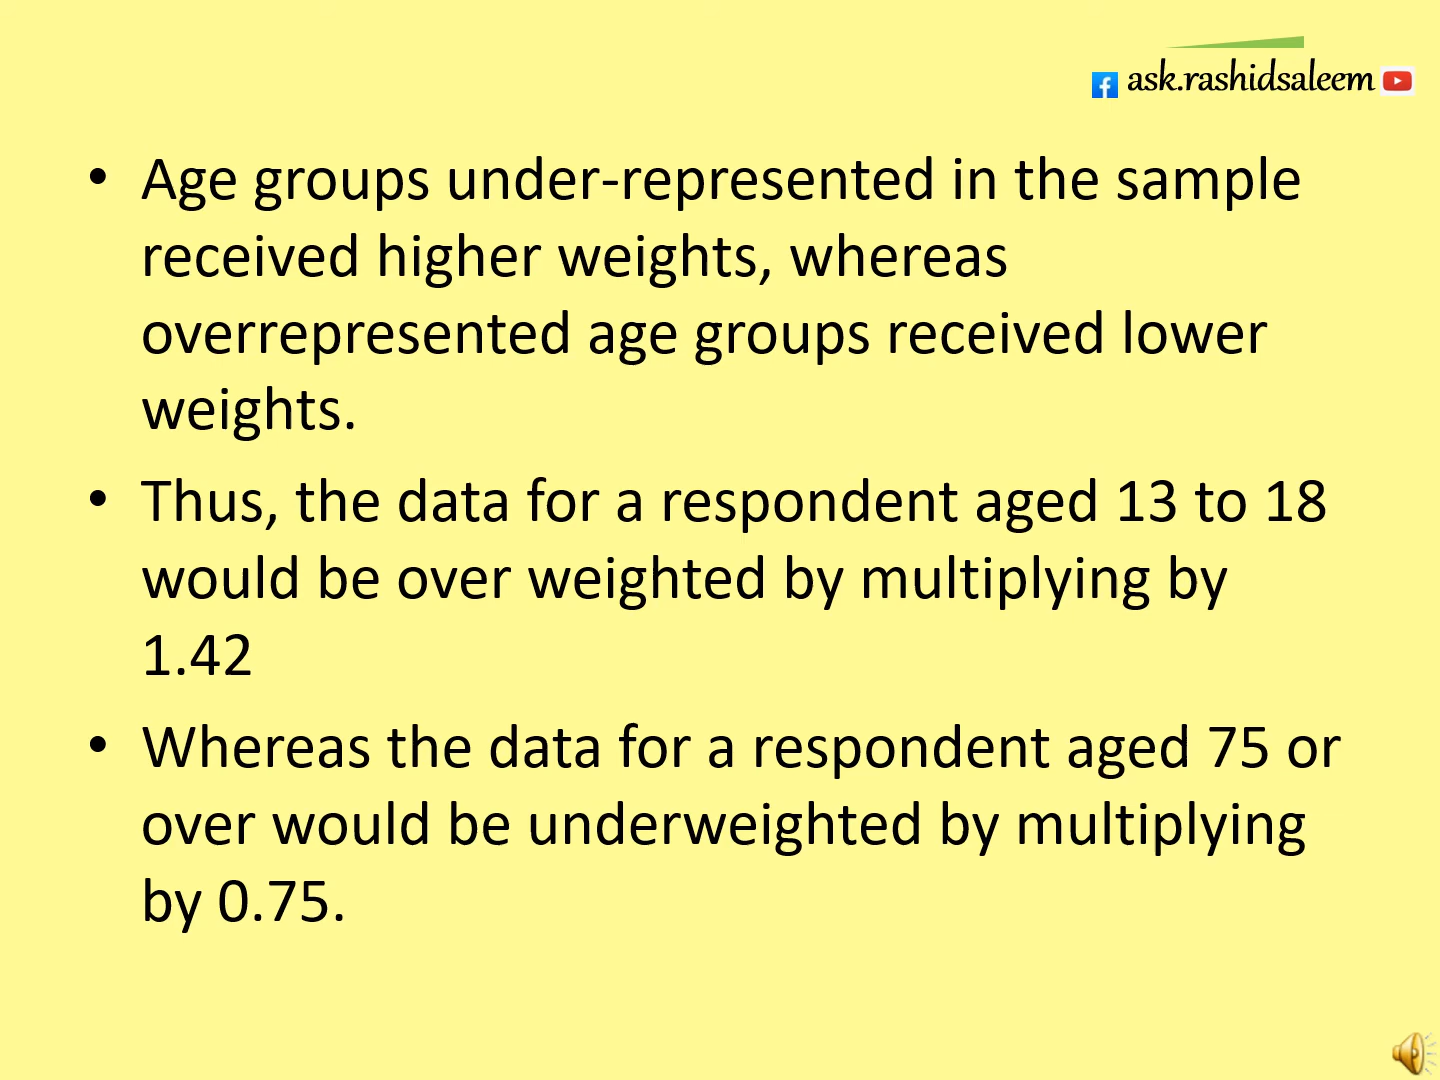 ask.rashidsaleem
• Age groups under-represented in the sample
received higher weights, whereas
overrepresented age groups received lower
weights.
• Thus, the data for a respondent aged 13 to 18
would be over weighted by multiplying by
1.42
• Whereas the data for a respondent aged 75 or
over would be underweighted by multiplying
by 0.75.